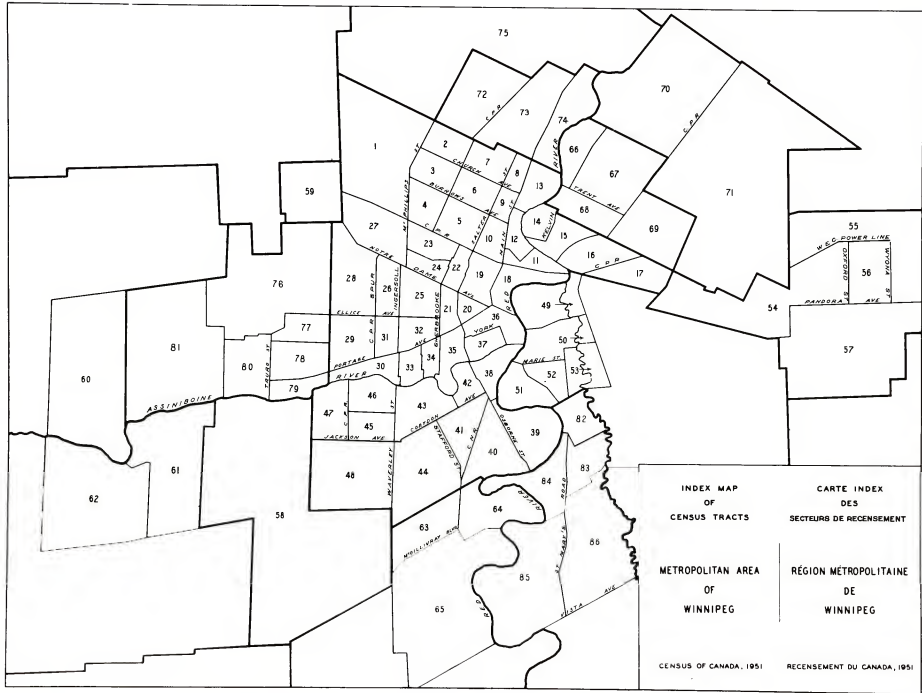 75
70
72
C P R
73
74
C P R
RIVER
66
67
71
1
ST
2
7
ST
8
CHURCH AVE
13
3
6
9
TRENT AVE
68
BURROWS AVE
MAIN ST
59
McPHILLIPS
4
5
SALTER
10
12
14
KELVIN
15
69
C P R
55
W E C POWER LINE
27
23
11
16
C P R
17
OXFORD ST
56
WYNONA ST
NOTRE DAME AVE
24
22
19
18
RED
54
PANDORA AVE
76
28
C P R
26
INGERSOLL
25
SHERBROOKE
21
20
36
49
57
ELLICE AVE
81
77
29
31
32
YORK
37
50
80
TRURO ST
78
PORTAGE AVE
30
33
34
35
60
79
RIVER
38
MARIE ST
52
53
51
ASSINIBOINE
46
ST
43
42
CORYDON AVE
47
C P R
45
41
C N R
OSBORNE ST
39
82
JACKSON AVE
STAFFORD ST
40
62
61
48
WAVERLEY
44
84
83
58
64
RIVER
ROAD
63
McGILLIVRAY BLVD
ST MARY'S
86
85
65
RED
VISTA AVE
INDEX MAP
OF
CENSUS TRACTS
CARTE INDEX
DES
SECTEURS DE RECENSEMENT
METROPOLITAN AREA
OF
WINNIPEG
RÉGION MÉTROPOLITAINE
DE
WINNIPEG
CENSUS OF CANADA, 1951
RECENSEMENT DU CANADA, 1951